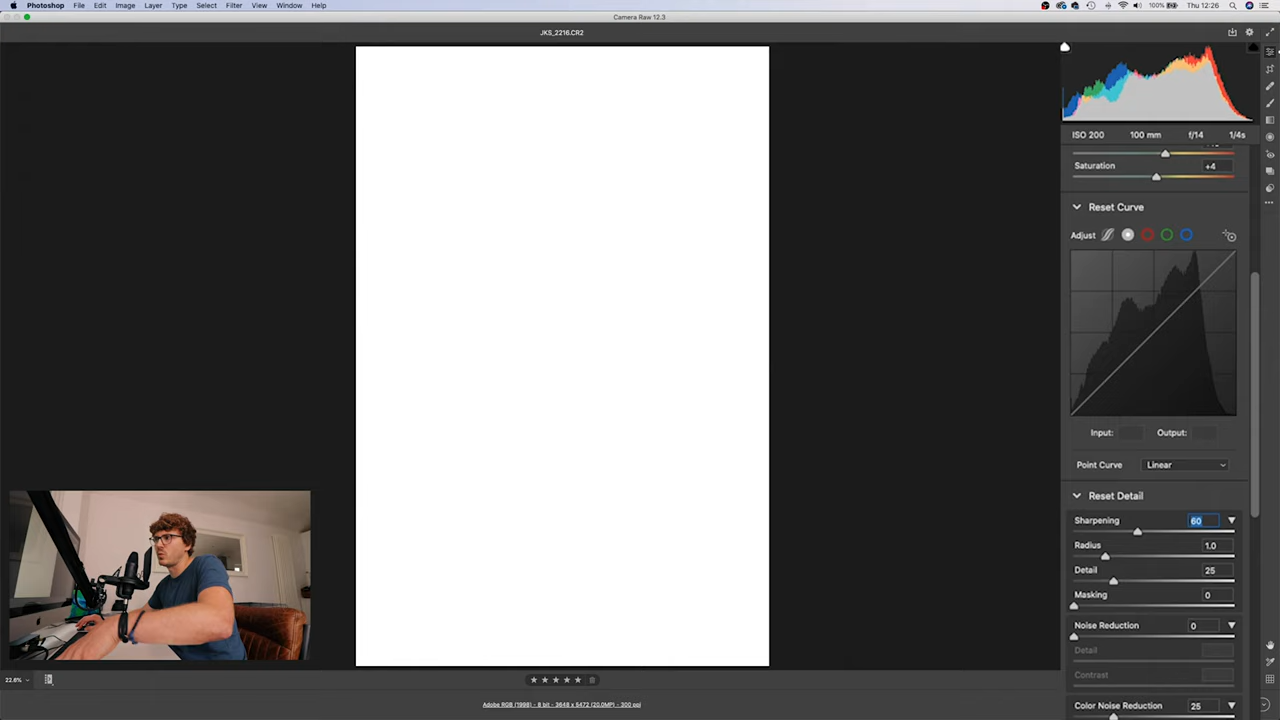 Photoshop File Edit Image Layer Type Select Filter View Window Help 100% Thu 12:26
Camera Raw 12.3
JKS_2216.CR2
ISO 200 100 mm f/14 1/4s
Saturation +4
Reset Curve
Adjust
Input: Output:
Point Curve Linear
Reset Detail
Sharpening 60
Radius 1.0
Detail 25
Masking 0
Noise Reduction 0
Detail
Contrast
Color Noise Reduction 25
22.6%
Adobe RGB (1998) - 8 bit - 3648 x 5472 (20.0MP) - 300 ppi